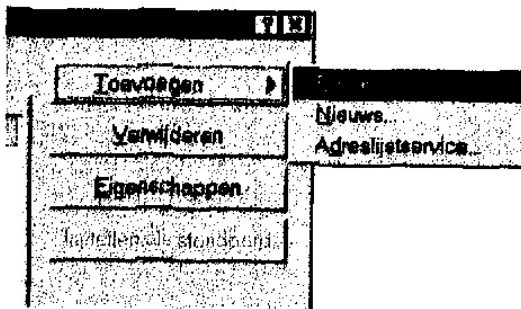 Toevoegen
Verwijderen
Eigenschappen
Instellen als standaard
Nieuws...
Adreslijstservice...